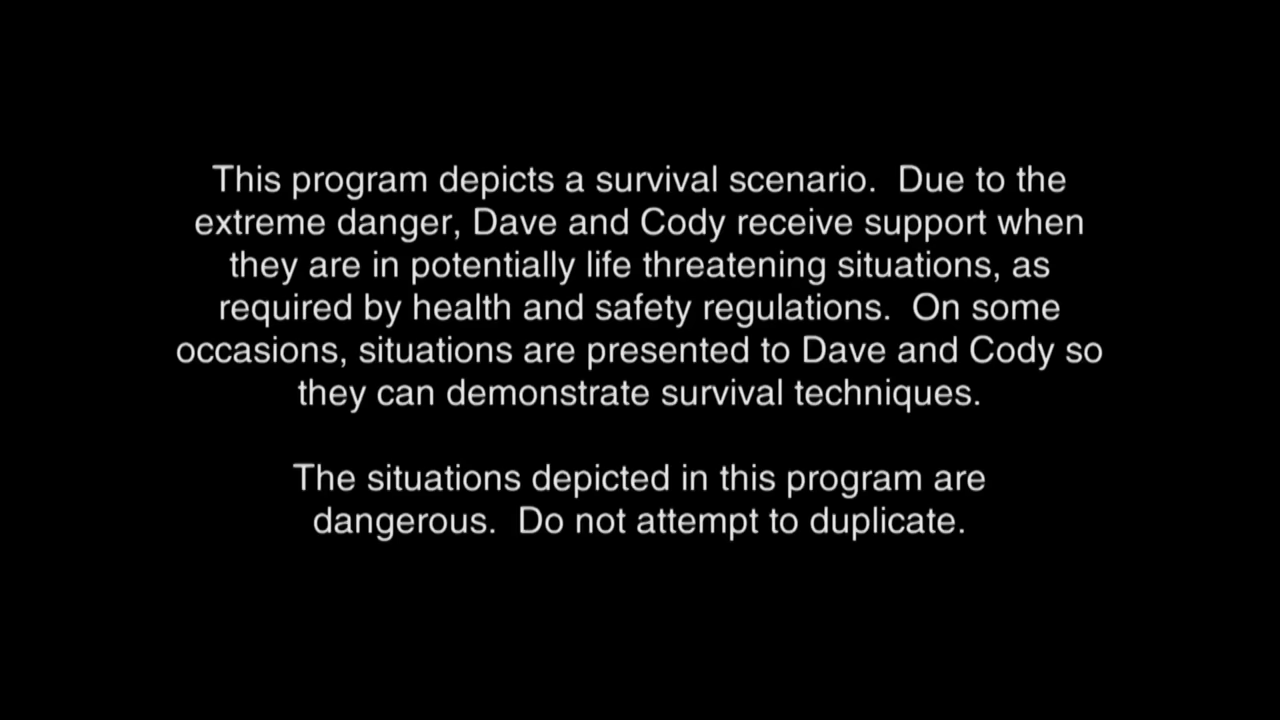 This program depicts a survival scenario.  Due to the
extreme danger, Dave and Cody receive support when
they are in potentially life threatening situations, as
required by health and safety regulations.  On some
occasions, situations are presented to Dave and Cody so
they can demonstrate survival techniques.

The situations depicted in this program are
dangerous.  Do not attempt to duplicate.